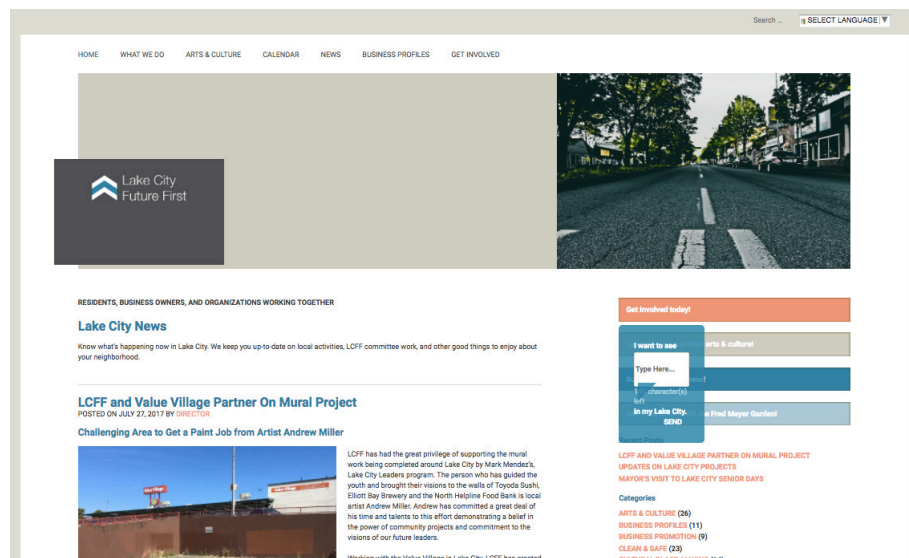 Search ...
SELECT LANGUAGE ▼
HOME WHAT WE DO ARTS & CULTURE CALENDAR NEWS BUSINESS PROFILES GET INVOLVED
Lake City
Future First
RESIDENTS, BUSINESS OWNERS, AND ORGANIZATIONS WORKING TOGETHER
Lake City News
Know what's happening now in Lake City. We keep you up-to-date on local activities, LCFF committee work, and other good things to enjoy about
your neighborhood.
LCFF and Value Village Partner On Mural Project
POSTED ON JULY 27, 2017 BY DIRECTOR
Challenging Area to Get a Paint Job from Artist Andrew Miller
LCFF has had the great privilege of supporting the mural
work being completed around Lake City by Mark Mendez's,
Lake City Leaders program. The person who has guided the
youth and brought their visions to the walls of Toyoda Sushi,
Elliott Bay Brewery and the North Helpline Food Bank is local
artist Andrew Miller. Andrew has committed a great deal of
his time and talents to this effort demonstrating a belief in
the power of community projects and commitment to the
visions of our future leaders.
Working with the Value Village in Lake City, LCFF has created
Get involved today!
arts & culture!
I want to see
Type Here...
character(s)
left
in my Lake City.
SEND
Fred Meyer Garden!
Recent Posts
LCFF AND VALUE VILLAGE PARTNER ON MURAL PROJECT
UPDATES ON LAKE CITY PROJECTS
MAYOR'S VISIT TO LAKE CITY SENIOR DAYS
Categories
ARTS & CULTURE (26)
BUSINESS PROFILES (11)
BUSINESS PROMOTION (9)
CLEAN & SAFE (23)